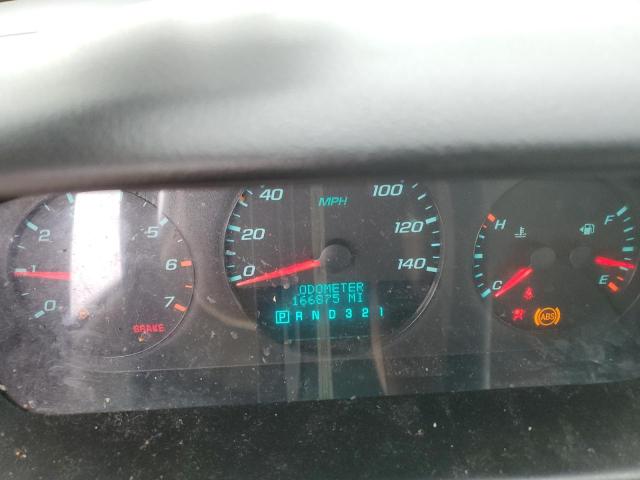 40 MPH 100
2 5 20 120 H F
1 6 0 140 C E
0 7 ODOMETER
166875 MI
BRAKE P R N D 3 2 1 ABS